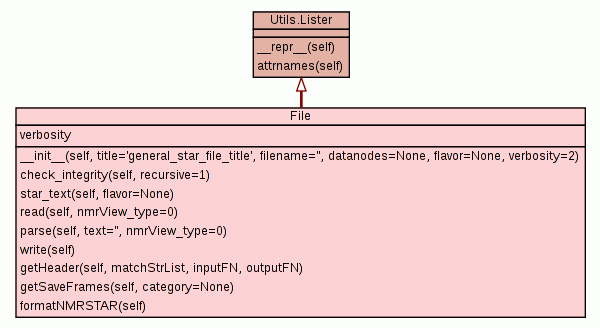 Utils.Lister
__repr__(self)
attrnames(self)
File
verbosity
__init__(self, title='general_star_file_title', filename='', datanodes=None, flavor=None, verbosity=2)
check_integrity(self, recursive=1)
star_text(self, flavor=None)
read(self, nmrView_type=0)
parse(self, text='', nmrView_type=0)
write(self)
getHeader(self, matchStrList, inputFN, outputFN)
getSaveFrames(self, category=None)
formatNMRSTAR(self)